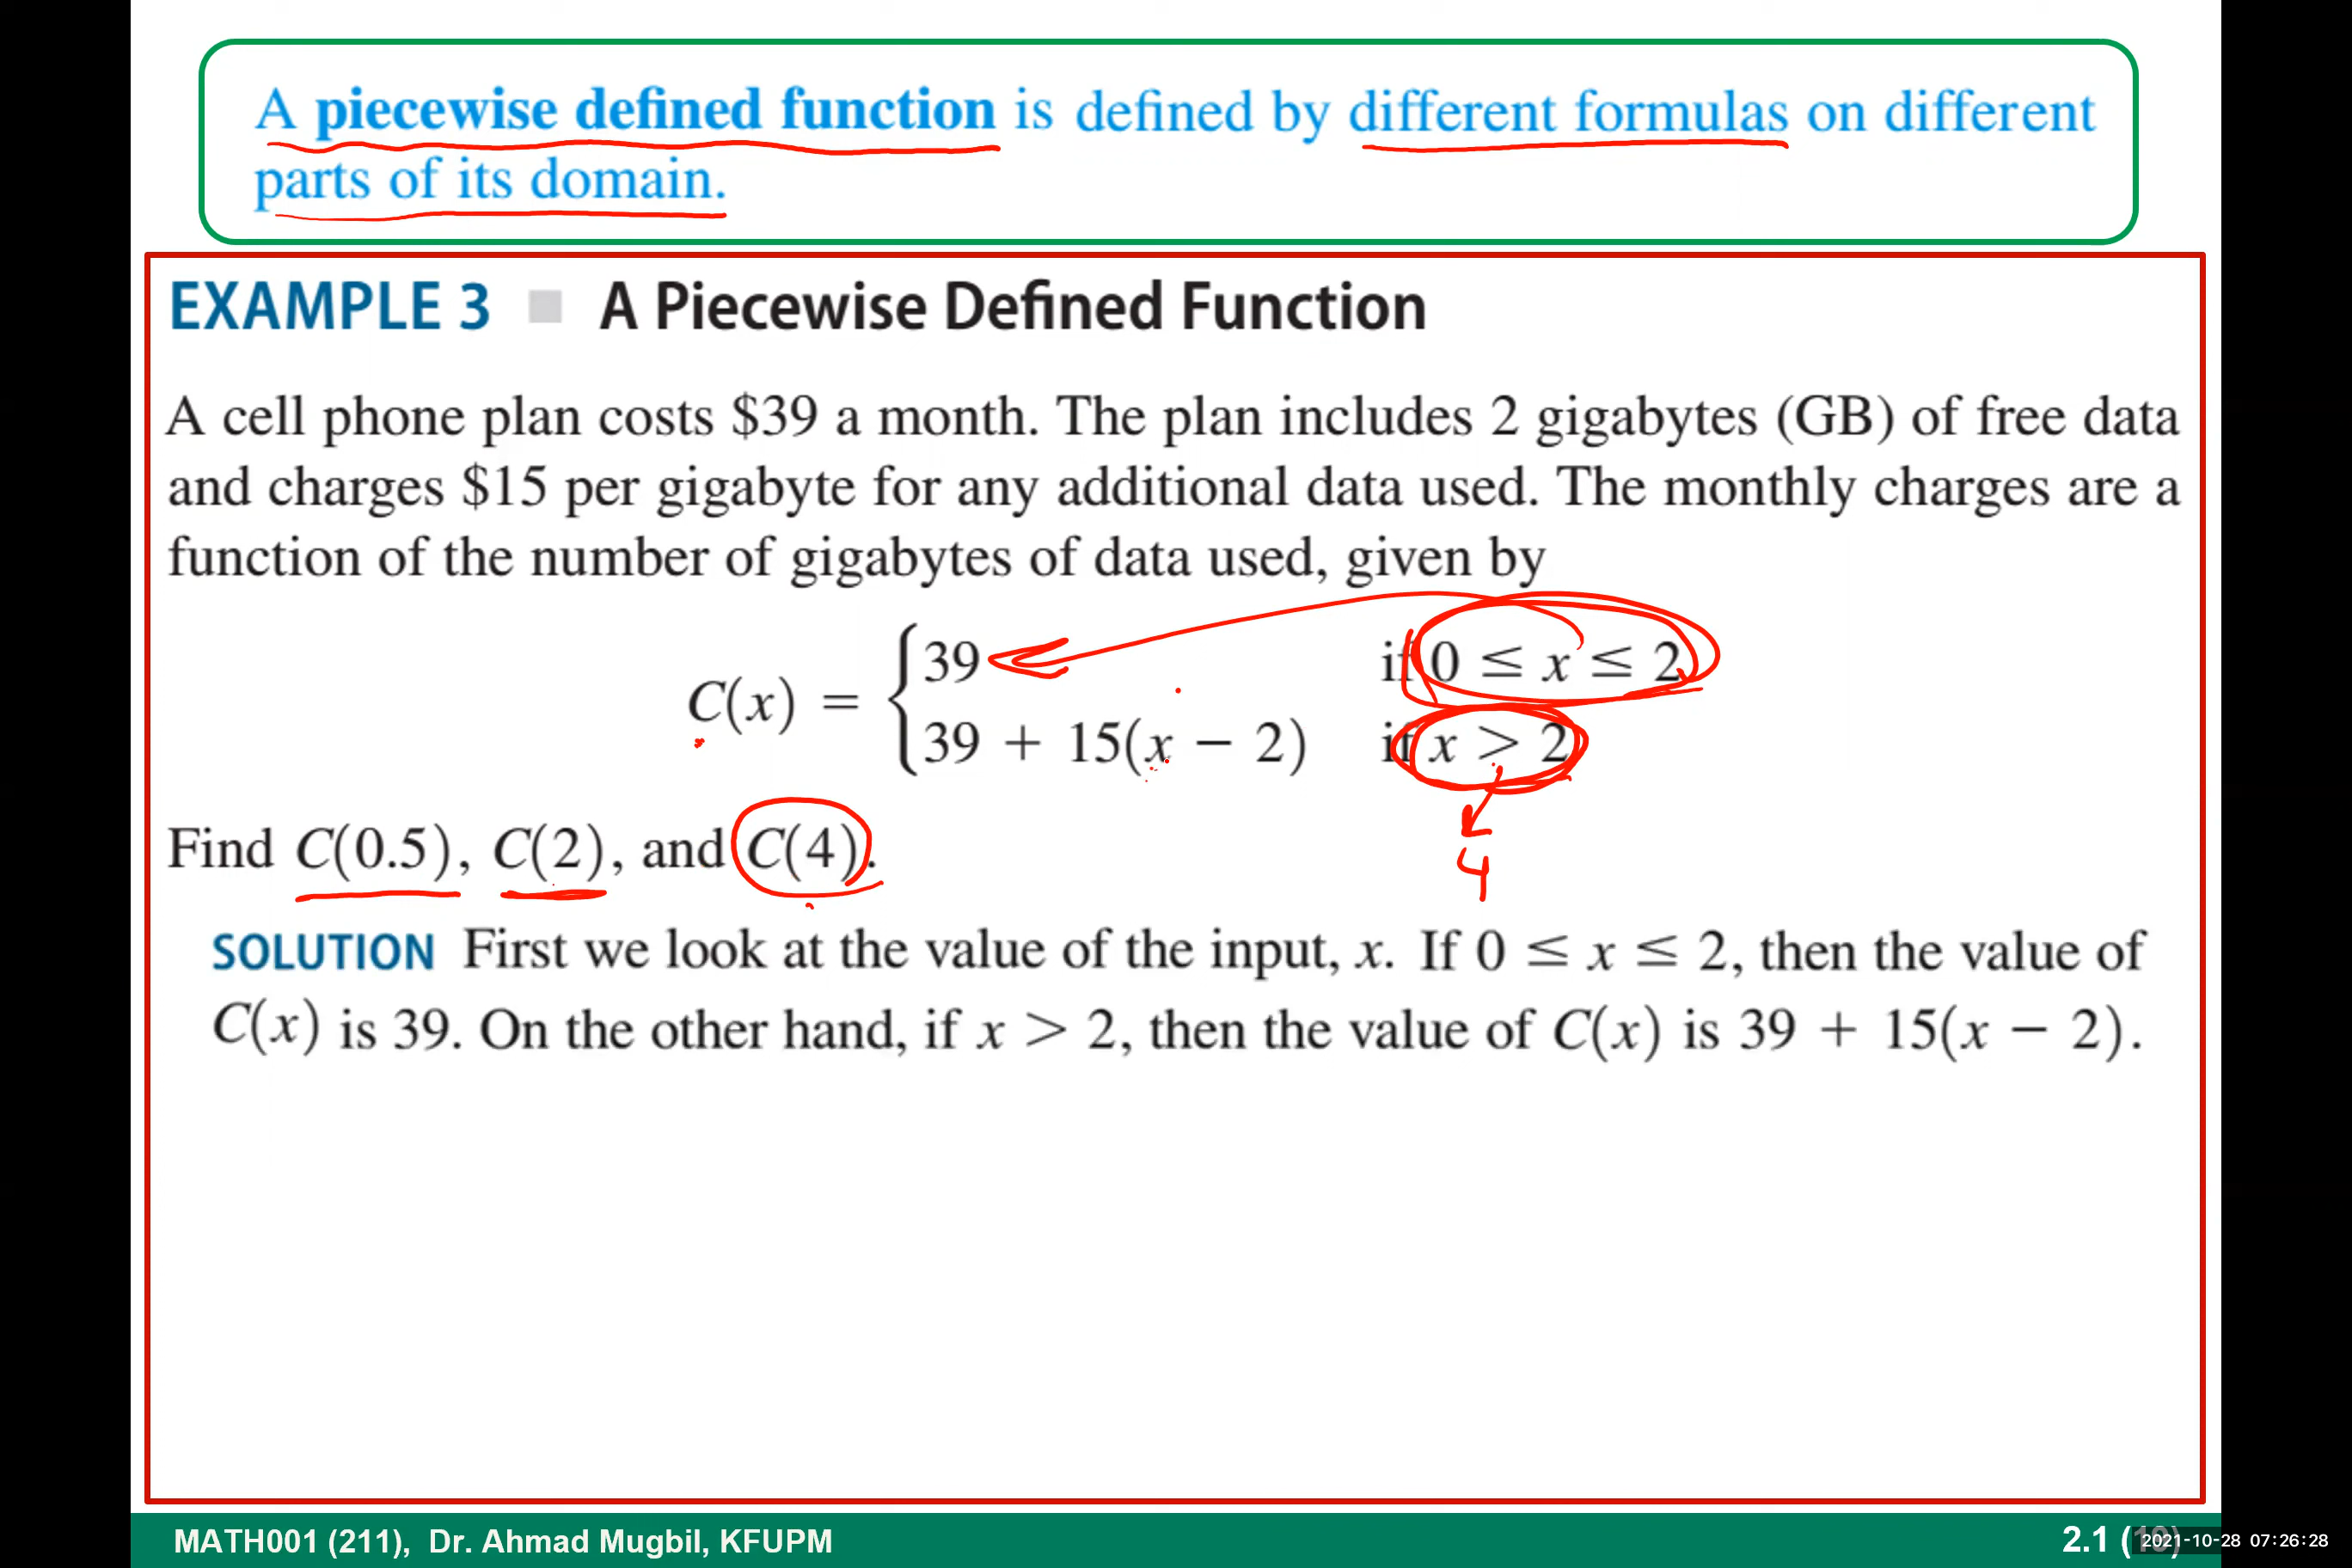 A piecewise defined function is defined by different formulas on different
parts of its domain.
EXAMPLE 3 A Piecewise Defined Function
A cell phone plan costs $39 a month. The plan includes 2 gigabytes (GB) of free data
and charges $15 per gigabyte for any additional data used. The monthly charges are a
function of the number of gigabytes of data used, given by
39 if 0 ≤ x ≤ 2
C(x) = {
39 + 15(x − 2) if x > 2
4
Find C(0.5), C(2), and C(4).
SOLUTION First we look at the value of the input, x. If 0 ≤ x ≤ 2, then the value of
C(x) is 39. On the other hand, if x > 2, then the value of C(x) is 39 + 15(x − 2).
MATH001 (211), Dr. Ahmad Mugbil, KFUPM
2.1 (
2021-10-28 07:26:28